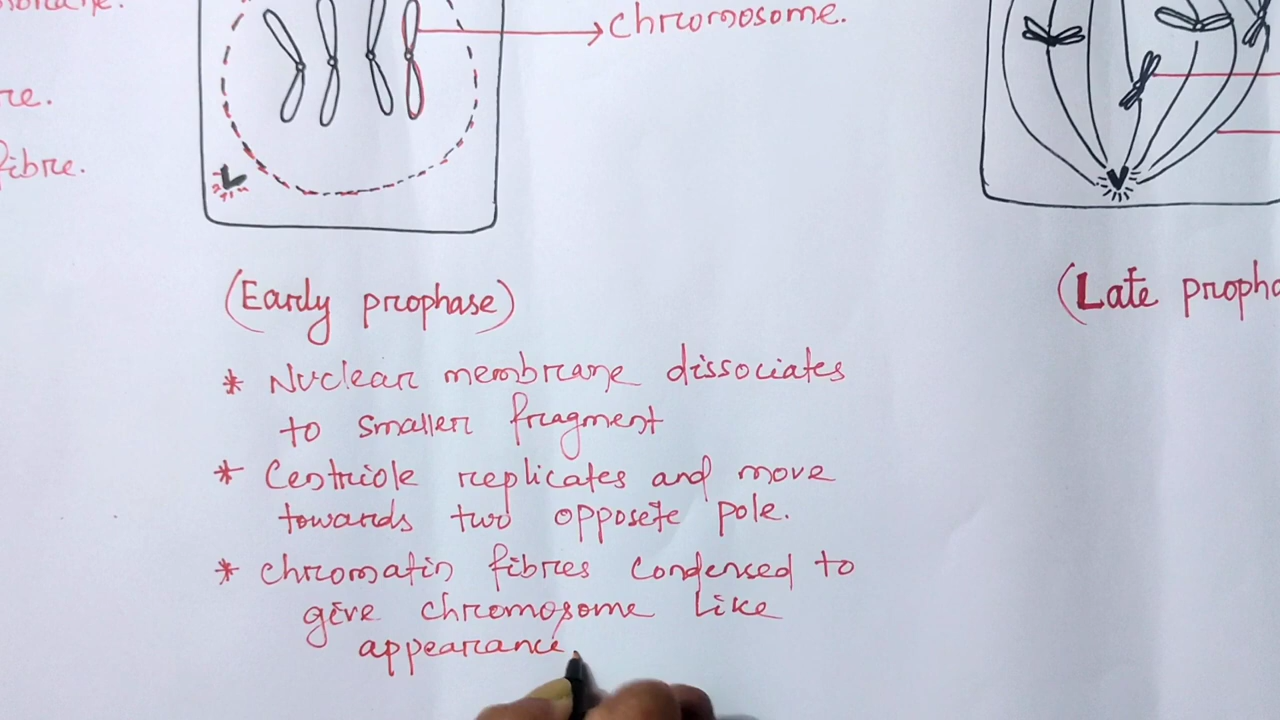 chromosome.
re.
fibre.
(Early prophase)
(Late propha
* Nuclear membrane dissociates
to smaller fragment
* Centriole replicates and move
towards two opposete pole.
* chromatin fibres condensed to
give chromosome like
appearance